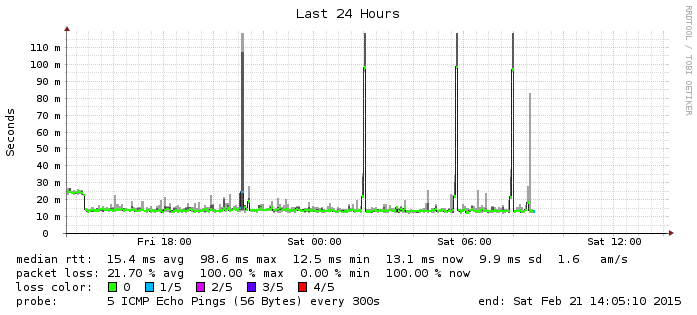 Last 24 Hours
RRDTOOL / TOBI OETIKER
Seconds
110 m
100 m
90 m
80 m
70 m
60 m
50 m
40 m
30 m
20 m
10 m
0
Fri 18:00 Sat 00:00 Sat 06:00 Sat 12:00
median rtt: 15.4 ms avg 98.6 ms max 12.5 ms min 13.1 ms now 9.9 ms sd 1.6 am/s
packet loss: 21.70 % avg 100.00 % max 0.00 % min 100.00 % now
loss color: 0 1/5 2/5 3/5 4/5
probe: 5 ICMP Echo Pings (56 Bytes) every 300s end: Sat Feb 21 14:05:10 2015